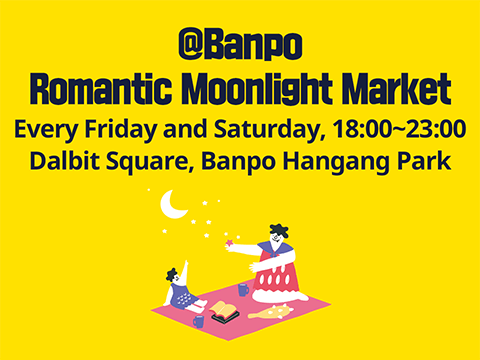 @Banpo
Romantic Moonlight Market
Every Friday and Saturday, 18:00~23:00
Dalbit Square, Banpo Hangang Park